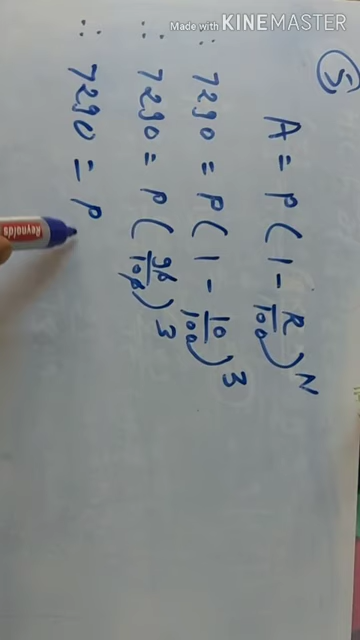 Made with KINEMASTER
(5)
A = P ( 1 - R/100 )^N
∴ 7290 = P ( 1 - 10/100 )^3
∴ 7290 = P ( 90/100 )^3
∴ 7290 = P
Reynolds